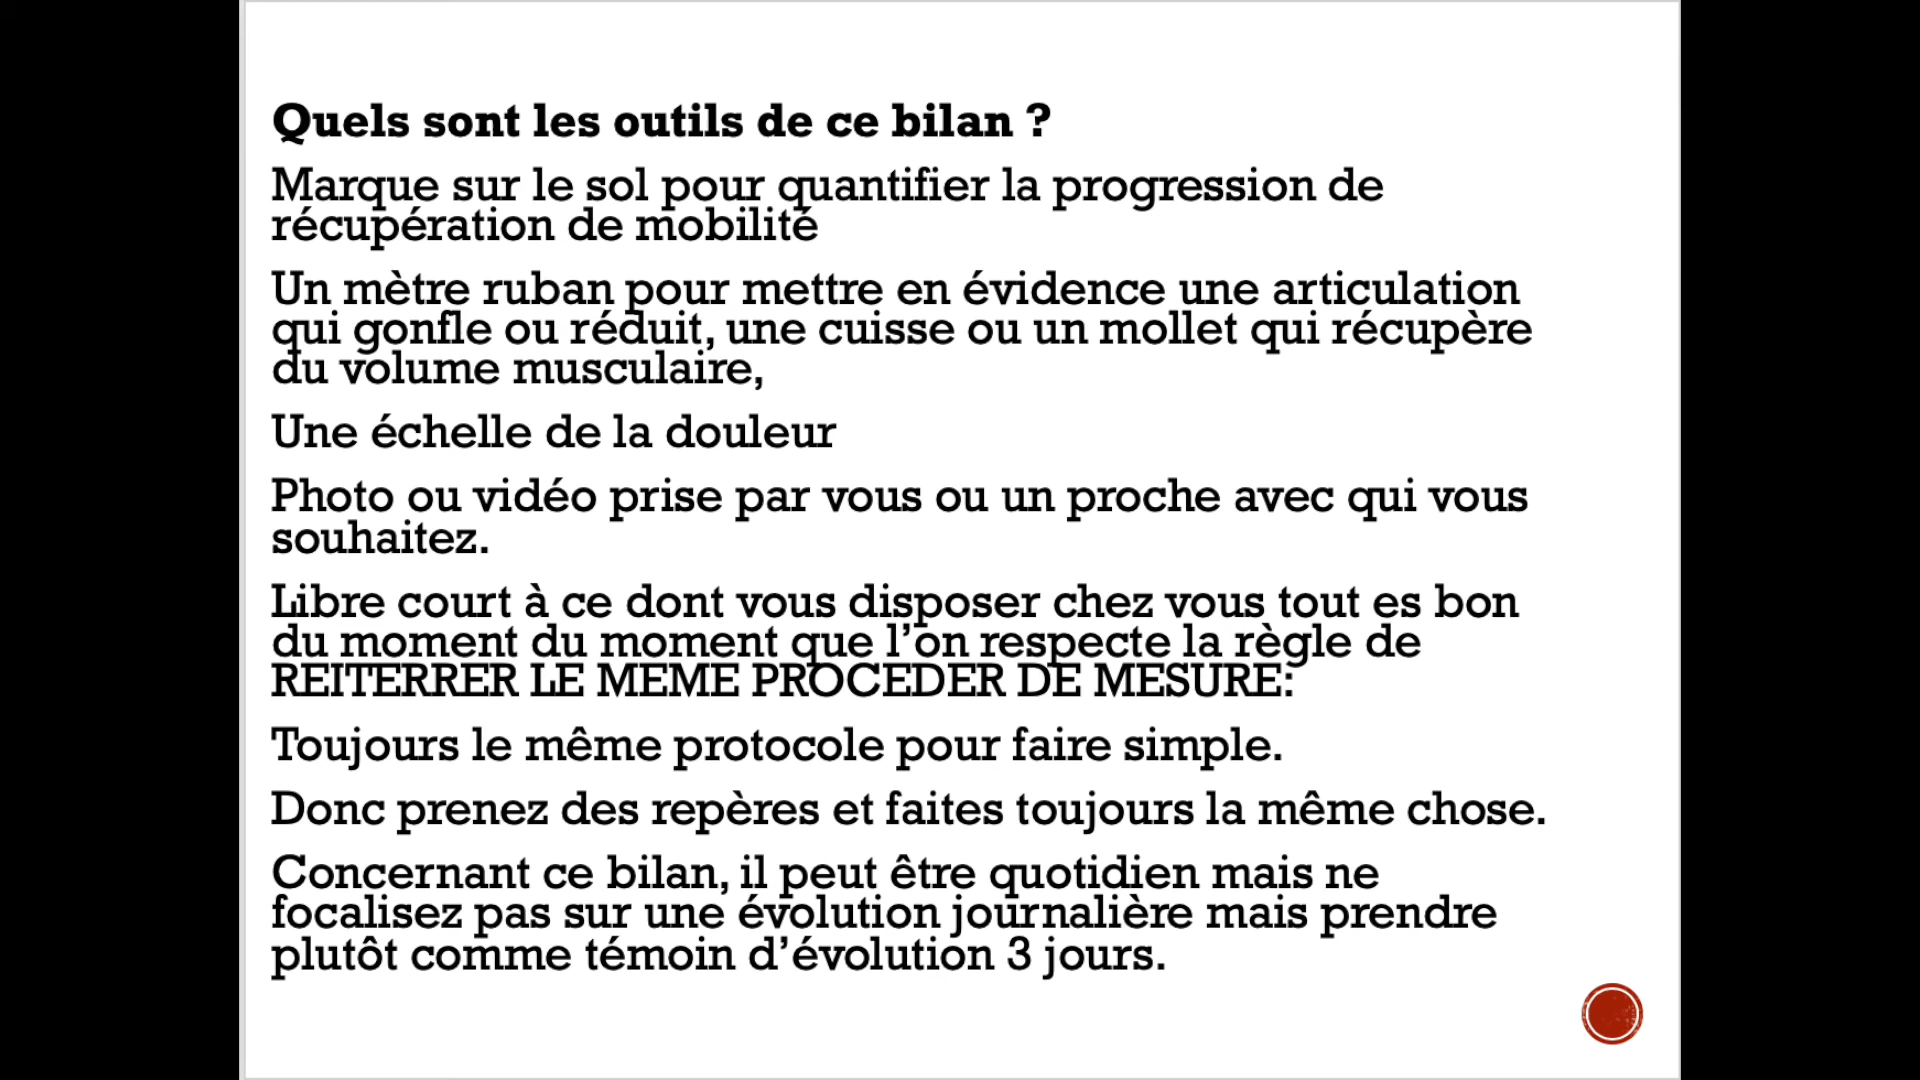 Quels sont les outils de ce bilan ?
Marque sur le sol pour quantifier la progression de
récupération de mobilité
Un mètre ruban pour mettre en évidence une articulation
qui gonfle ou réduit, une cuisse ou un mollet qui récupère
du volume musculaire,
Une échelle de la douleur
Photo ou vidéo prise par vous ou un proche avec qui vous
souhaitez.
Libre court à ce dont vous disposer chez vous tout es bon
du moment du moment que l’on respecte la règle de
REITERRER LE MEME PROCEDER DE MESURE:
Toujours le même protocole pour faire simple.
Donc prenez des repères et faites toujours la même chose.
Concernant ce bilan, il peut être quotidien mais ne
focalisez pas sur une évolution journalière mais prendre
plutôt comme témoin d’évolution 3 jours.